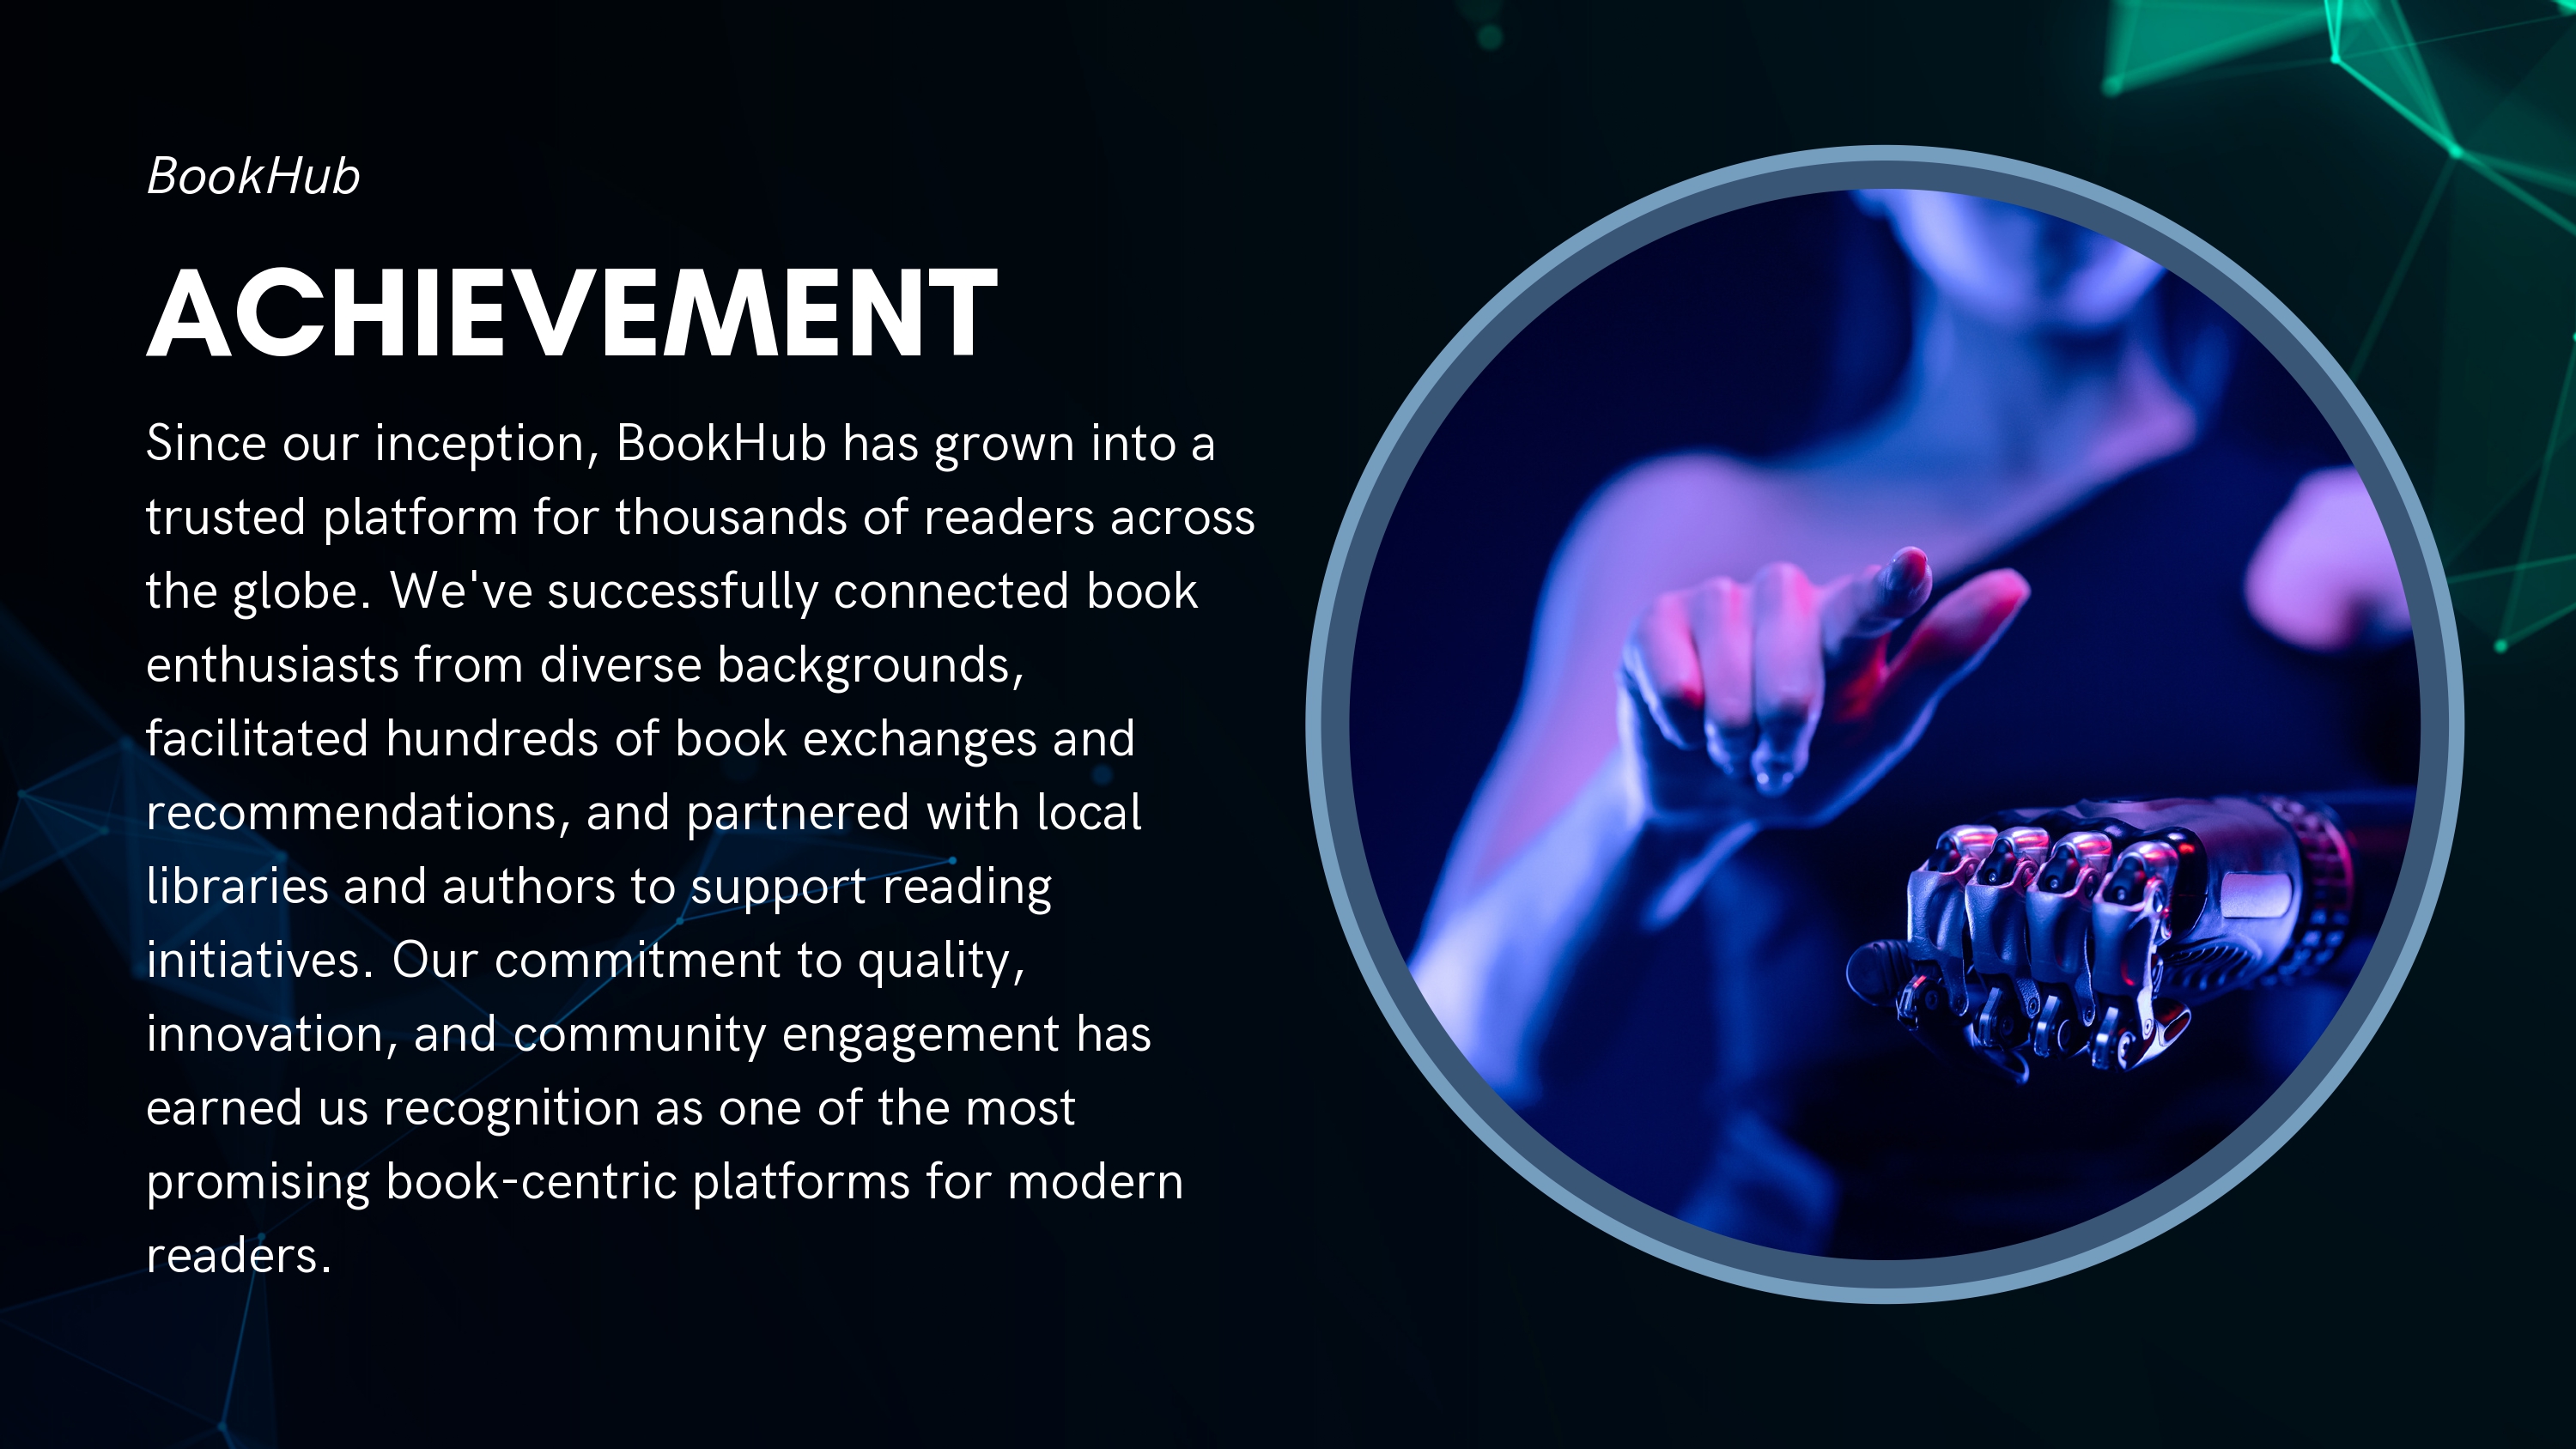 BookHub
ACHIEVEMENT
Since our inception, BookHub has grown into a
trusted platform for thousands of readers across
the globe. We've successfully connected book
enthusiasts from diverse backgrounds,
facilitated hundreds of book exchanges and
recommendations, and partnered with local
libraries and authors to support reading
initiatives. Our commitment to quality,
innovation, and community engagement has
earned us recognition as one of the most
promising book-centric platforms for modern
readers.